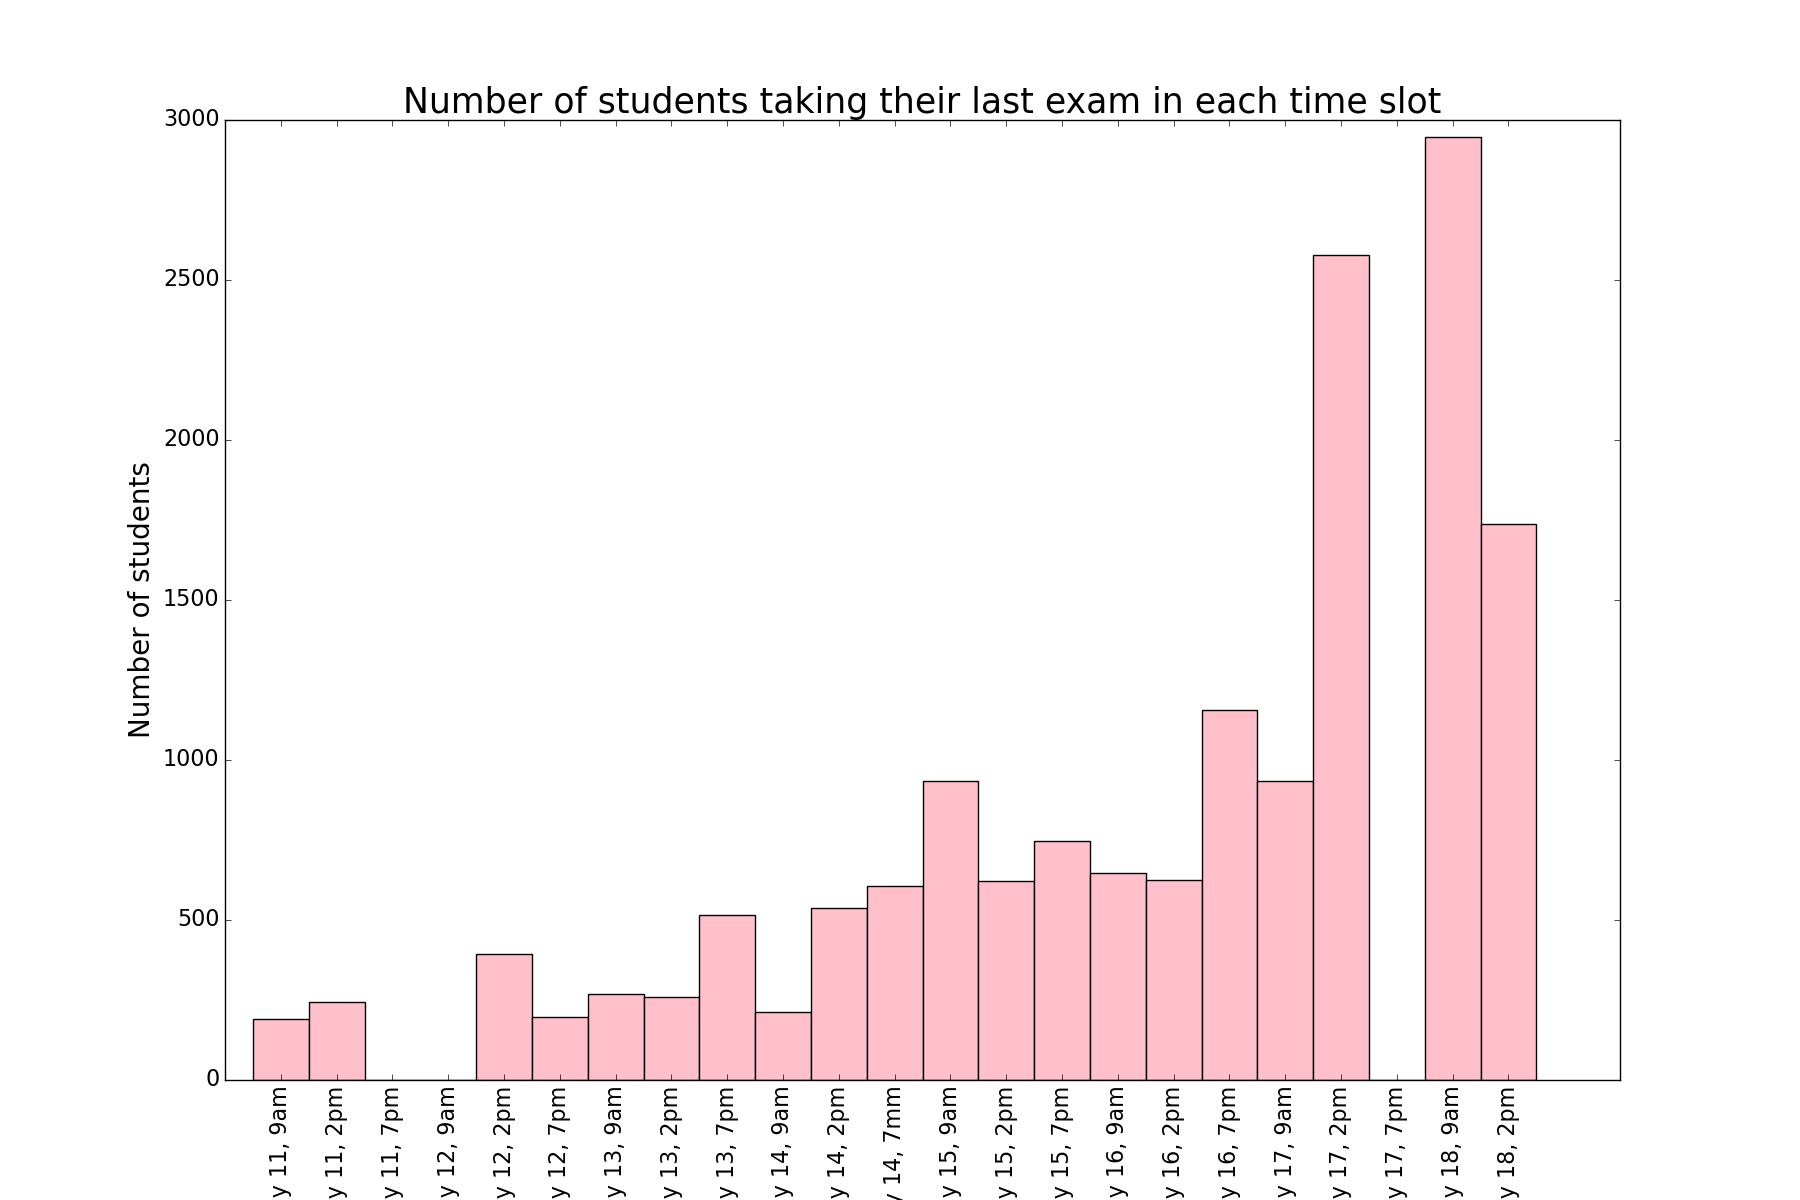 Number of students taking their last exam in each time slot
Number of students
3000
2500
2000
1500
1000
500
0
y 11, 9am
y 11, 2pm
y 11, 7pm
y 12, 9am
y 12, 2pm
y 12, 7pm
y 13, 9am
y 13, 2pm
y 13, 7pm
y 14, 9am
y 14, 2pm
y 14, 7mm
y 15, 9am
y 15, 2pm
y 15, 7pm
y 16, 9am
y 16, 2pm
y 16, 7pm
y 17, 9am
y 17, 2pm
y 17, 7pm
y 18, 9am
y 18, 2pm